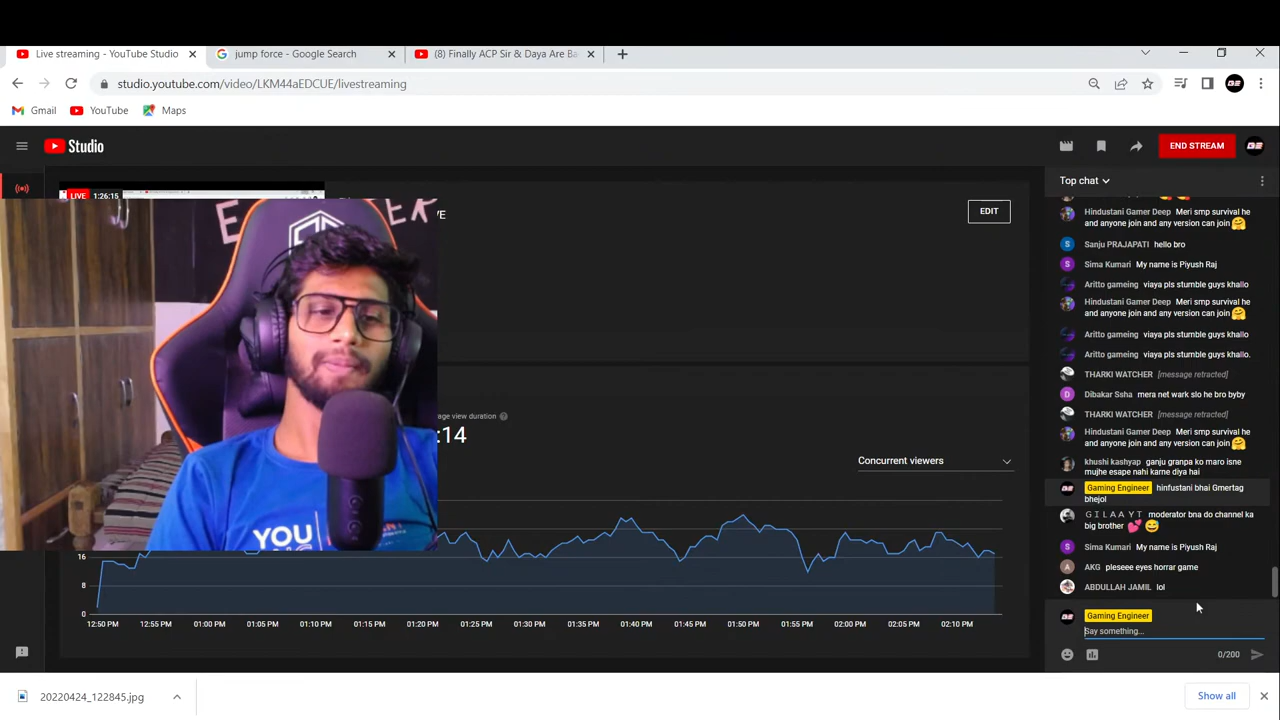 Live streaming - YouTube Studio
jump force - Google Search
(8) Finally ACP Sir & Daya Are Ba
studio.youtube.com/video/LKM44aEDCUE/livestreaming
Gmail
YouTube
Maps
Studio
END STREAM
LIVE 1:26:15
VE
EDIT
YOU
:14
age view duration
Concurrent viewers
16
8
0
12:50 PM
12:55 PM
01:00 PM
01:05 PM
01:10 PM
01:15 PM
01:20 PM
01:25 PM
01:30 PM
01:35 PM
01:40 PM
01:45 PM
01:50 PM
01:55 PM
02:00 PM
02:05 PM
02:10 PM
Top chat
Hindustani Gamer Deep Meri smp survival he
and anyone join and any version can join 🤗
Sanju PRAJAPATI hello bro
Sima Kumari My name is Piyush Raj
Aritto gameing viaya pls stumble guys khallo
Hindustani Gamer Deep Meri smp survival he
and anyone join and any version can join 🤗
Aritto gameing viaya pls stumble guys khallo
Aritto gameing viaya pls stumble guys khallo.
THARKI WATCHER [message retracted]
Dibakar Ssha mera net wark slo he bro byby
THARKI WATCHER [message retracted]
Hindustani Gamer Deep Meri smp survival he
and anyone join and any version can join 🤗
khushi kashyap ganju granpa ko maro isne
mujhe esape nahi karne diya hai
Gaming Engineer hinfustani bhai Gmertag
bhejol
ＧＩＬＡＡＹＴ moderator bna do channel ka
big brother 💕😅
Sima Kumari My name is Piyush Raj
AKG pleseee eyes horrar game
ABDULLAH JAMIL lol
Gaming Engineer
Say something...
0/200
20220424_122845.jpg
Show all